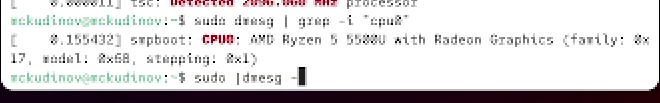 [    0.000011] tsc: Detected 2096.060 MHz processor
mckudinov@mckudinov:~$ sudo dmesg | grep -i "cpu0"
[    0.155432] smpboot: CPU0: AMD Ryzen 5 5500U with Radeon Graphics (family: 0x
17, model: 0x68, stepping: 0x1)
mckudinov@mckudinov:~$ sudo |dmesg -